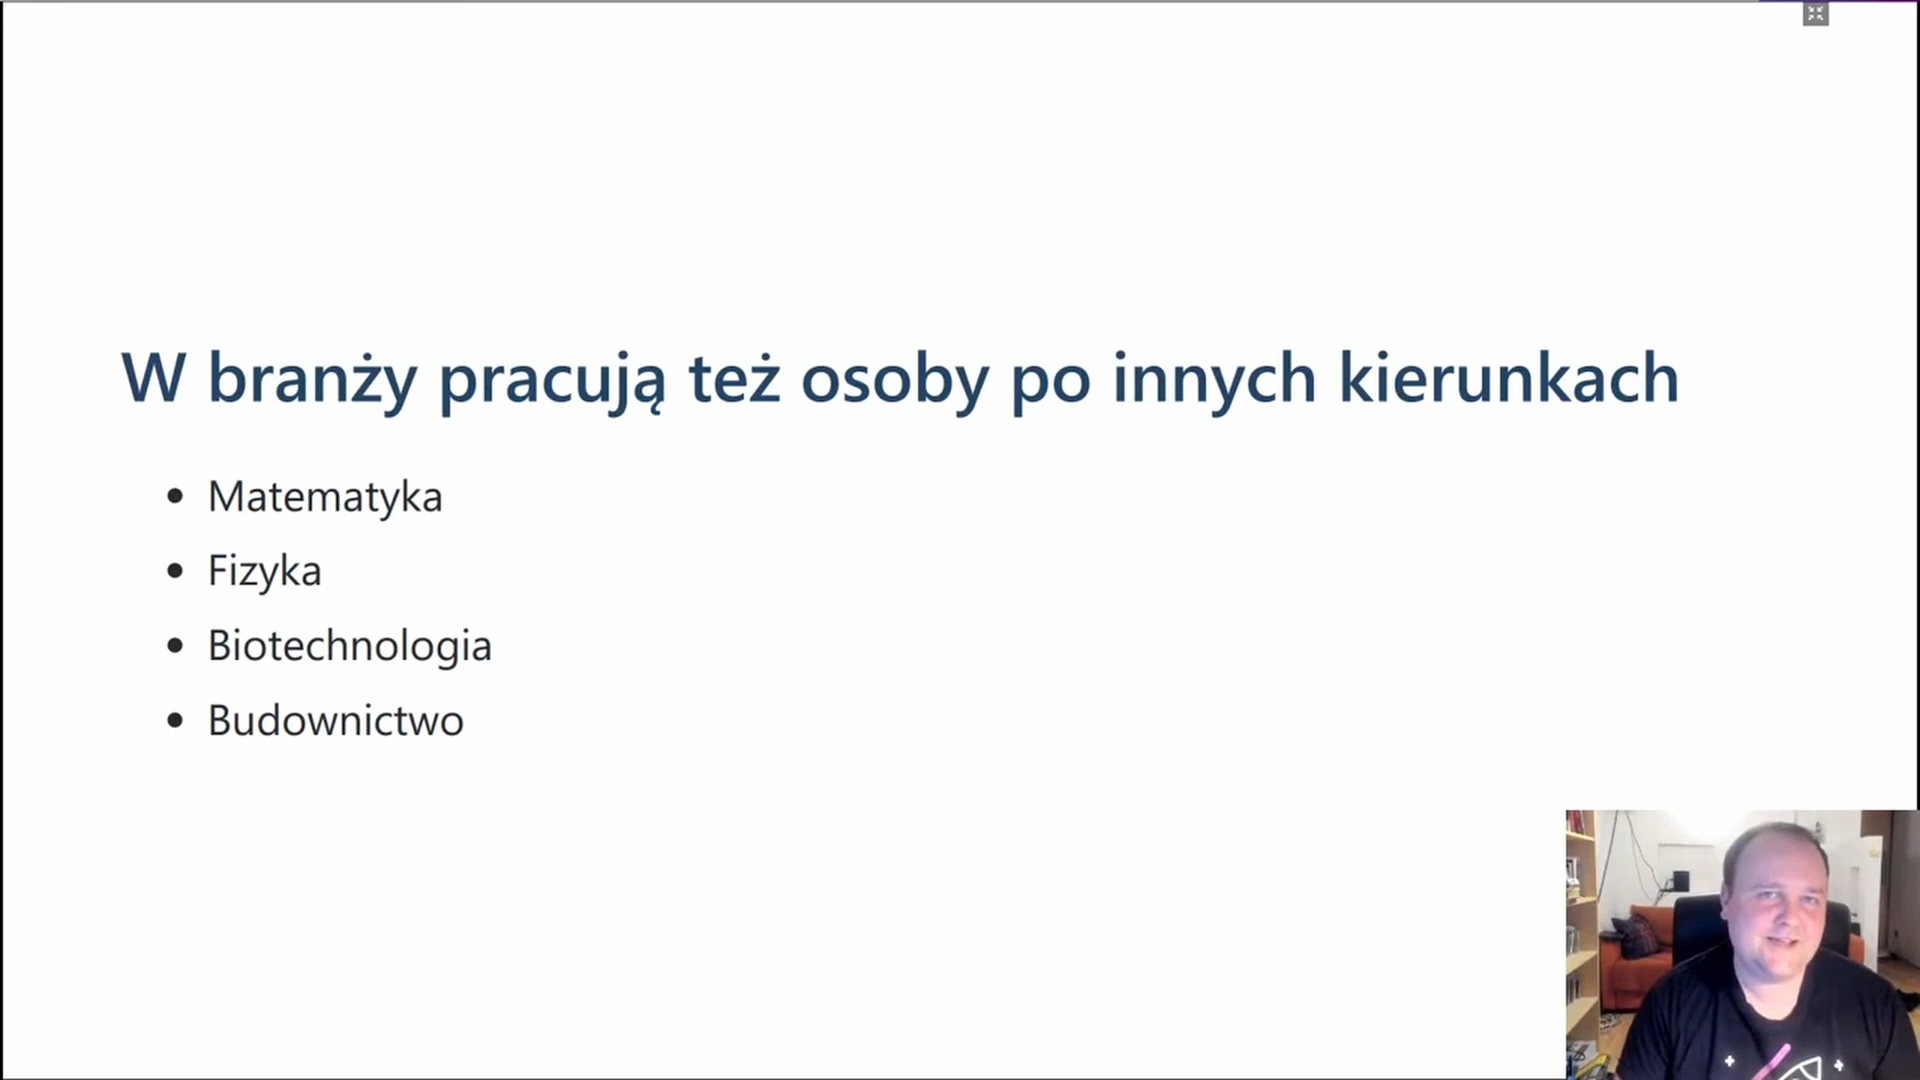 W branży pracują też osoby po innych kierunkach
Matematyka
Fizyka
Biotechnologia
Budownictwo